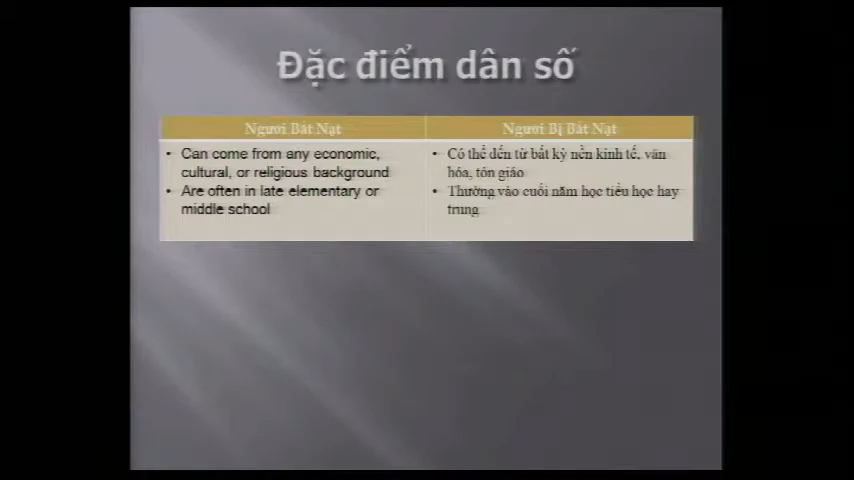 Đặc điểm dân số
Người Bắt Nạt
Người Bị Bắt Nạt
• Can come from any economic,
cultural, or religious background
• Are often in late elementary or
middle school
• Có thể đến từ bất kỳ nền kinh tế, văn
hóa, tôn giáo
• Thường vào cuối năm học tiểu học hay
trung